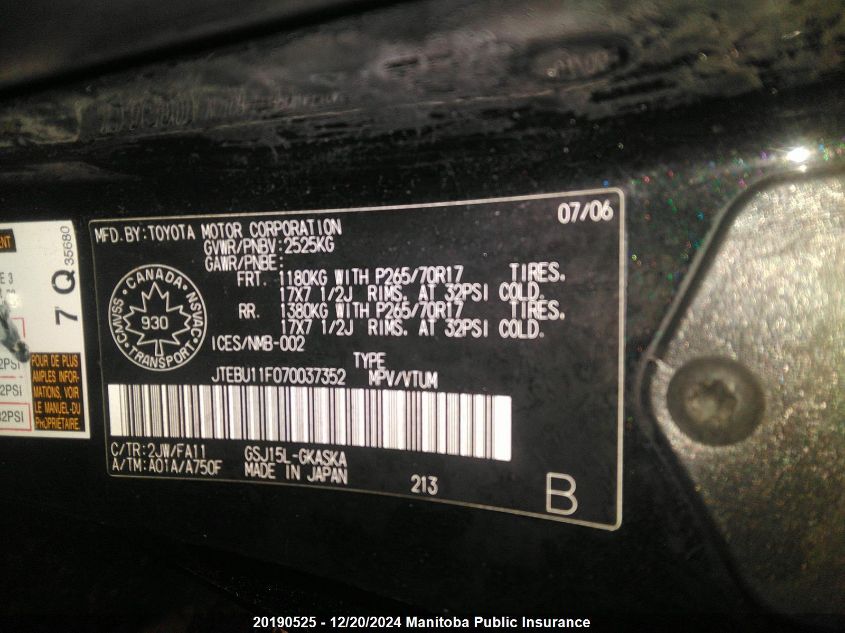 07/06
MFD.BY:TOYOTA MOTOR CORPORATION
GVWR/PNBV:2525KG
GAWR/PNBE:
FRT. 1180KG WITH P265/70R17 TIRES.
17X7 1/2J RIMS. AT 32PSI COLD.
RR. 1380KG WITH P265/70R17 TIRES.
17X7 1/2J RIMS. AT 32PSI COLD.
CANADA
CMVSS NSVAC
930
TRANSPORT
ICES/NMB-002
TYPE
JTEBU11F070037352 MPV/VTUM
C/TR:2JW/FA11 GSJ15L-GKASKA
A/TM:A01A/A750F MADE IN JAPAN
213
B
7 Q
35680
POUR DE PLUS
AMPLES INFOR-
MATIONS, VOIR
LE MANUEL-DU
PROPRIÉTAIRE.
2PSI
32PSI
20190525 - 12/20/2024 Manitoba Public Insurance